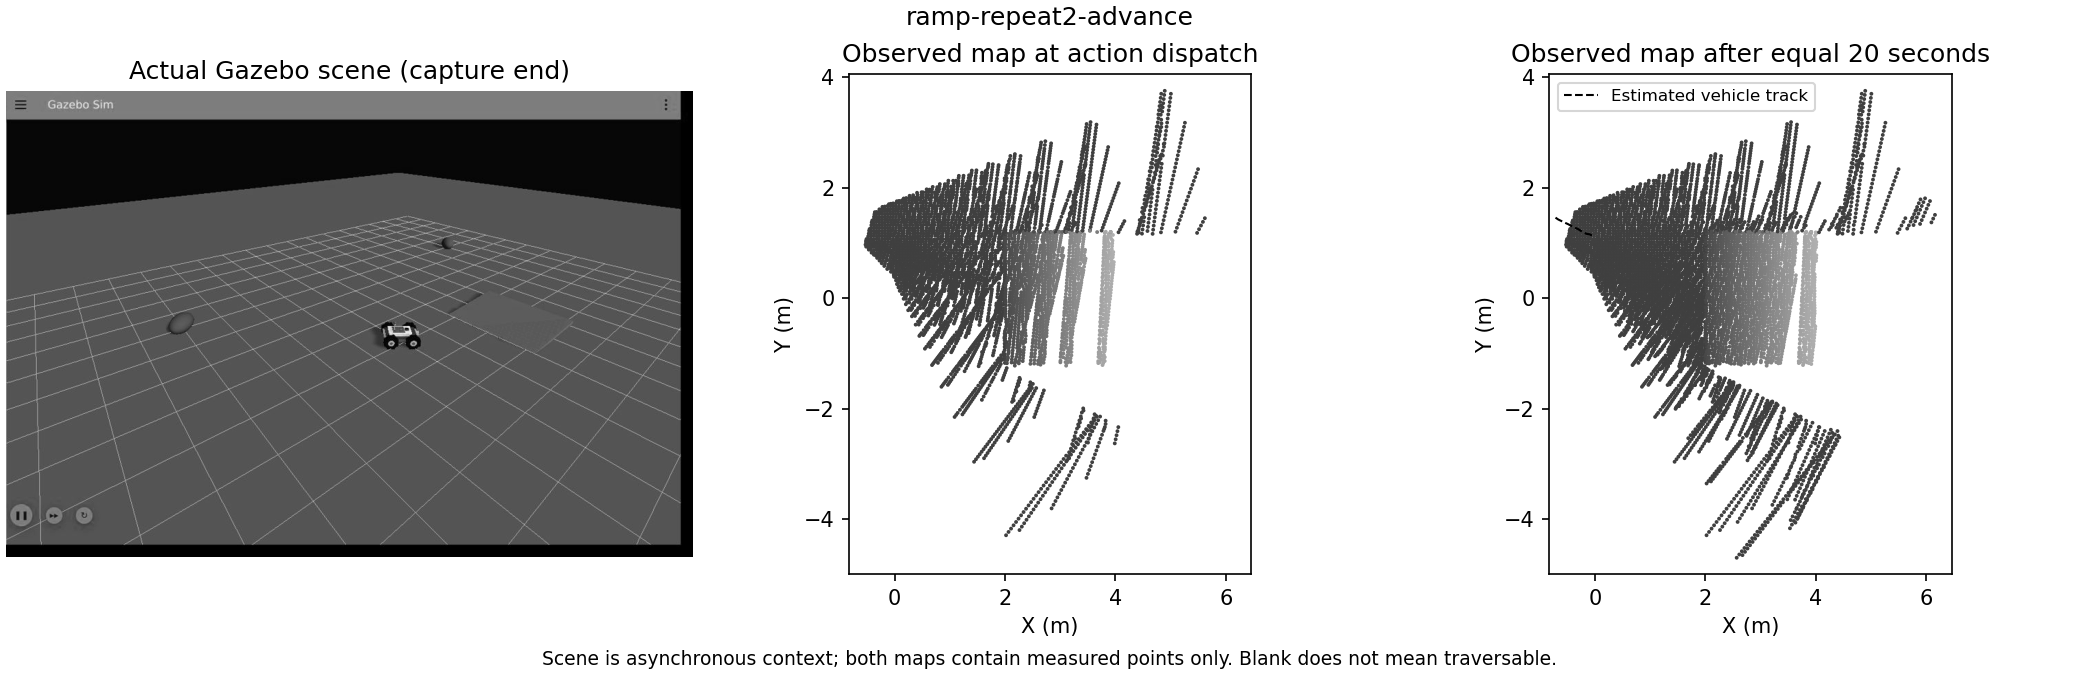 ramp-repeat2-advance
Actual Gazebo scene (capture end)
Gazebo Sim
Observed map at action dispatch
4
2
0
−2
−4
Y (m)
0
2
4
6
X (m)
Observed map after equal 20 seconds
Estimated vehicle track
4
2
0
−2
−4
Y (m)
0
2
4
6
X (m)
Scene is asynchronous context; both maps contain measured points only. Blank does not mean traversable.